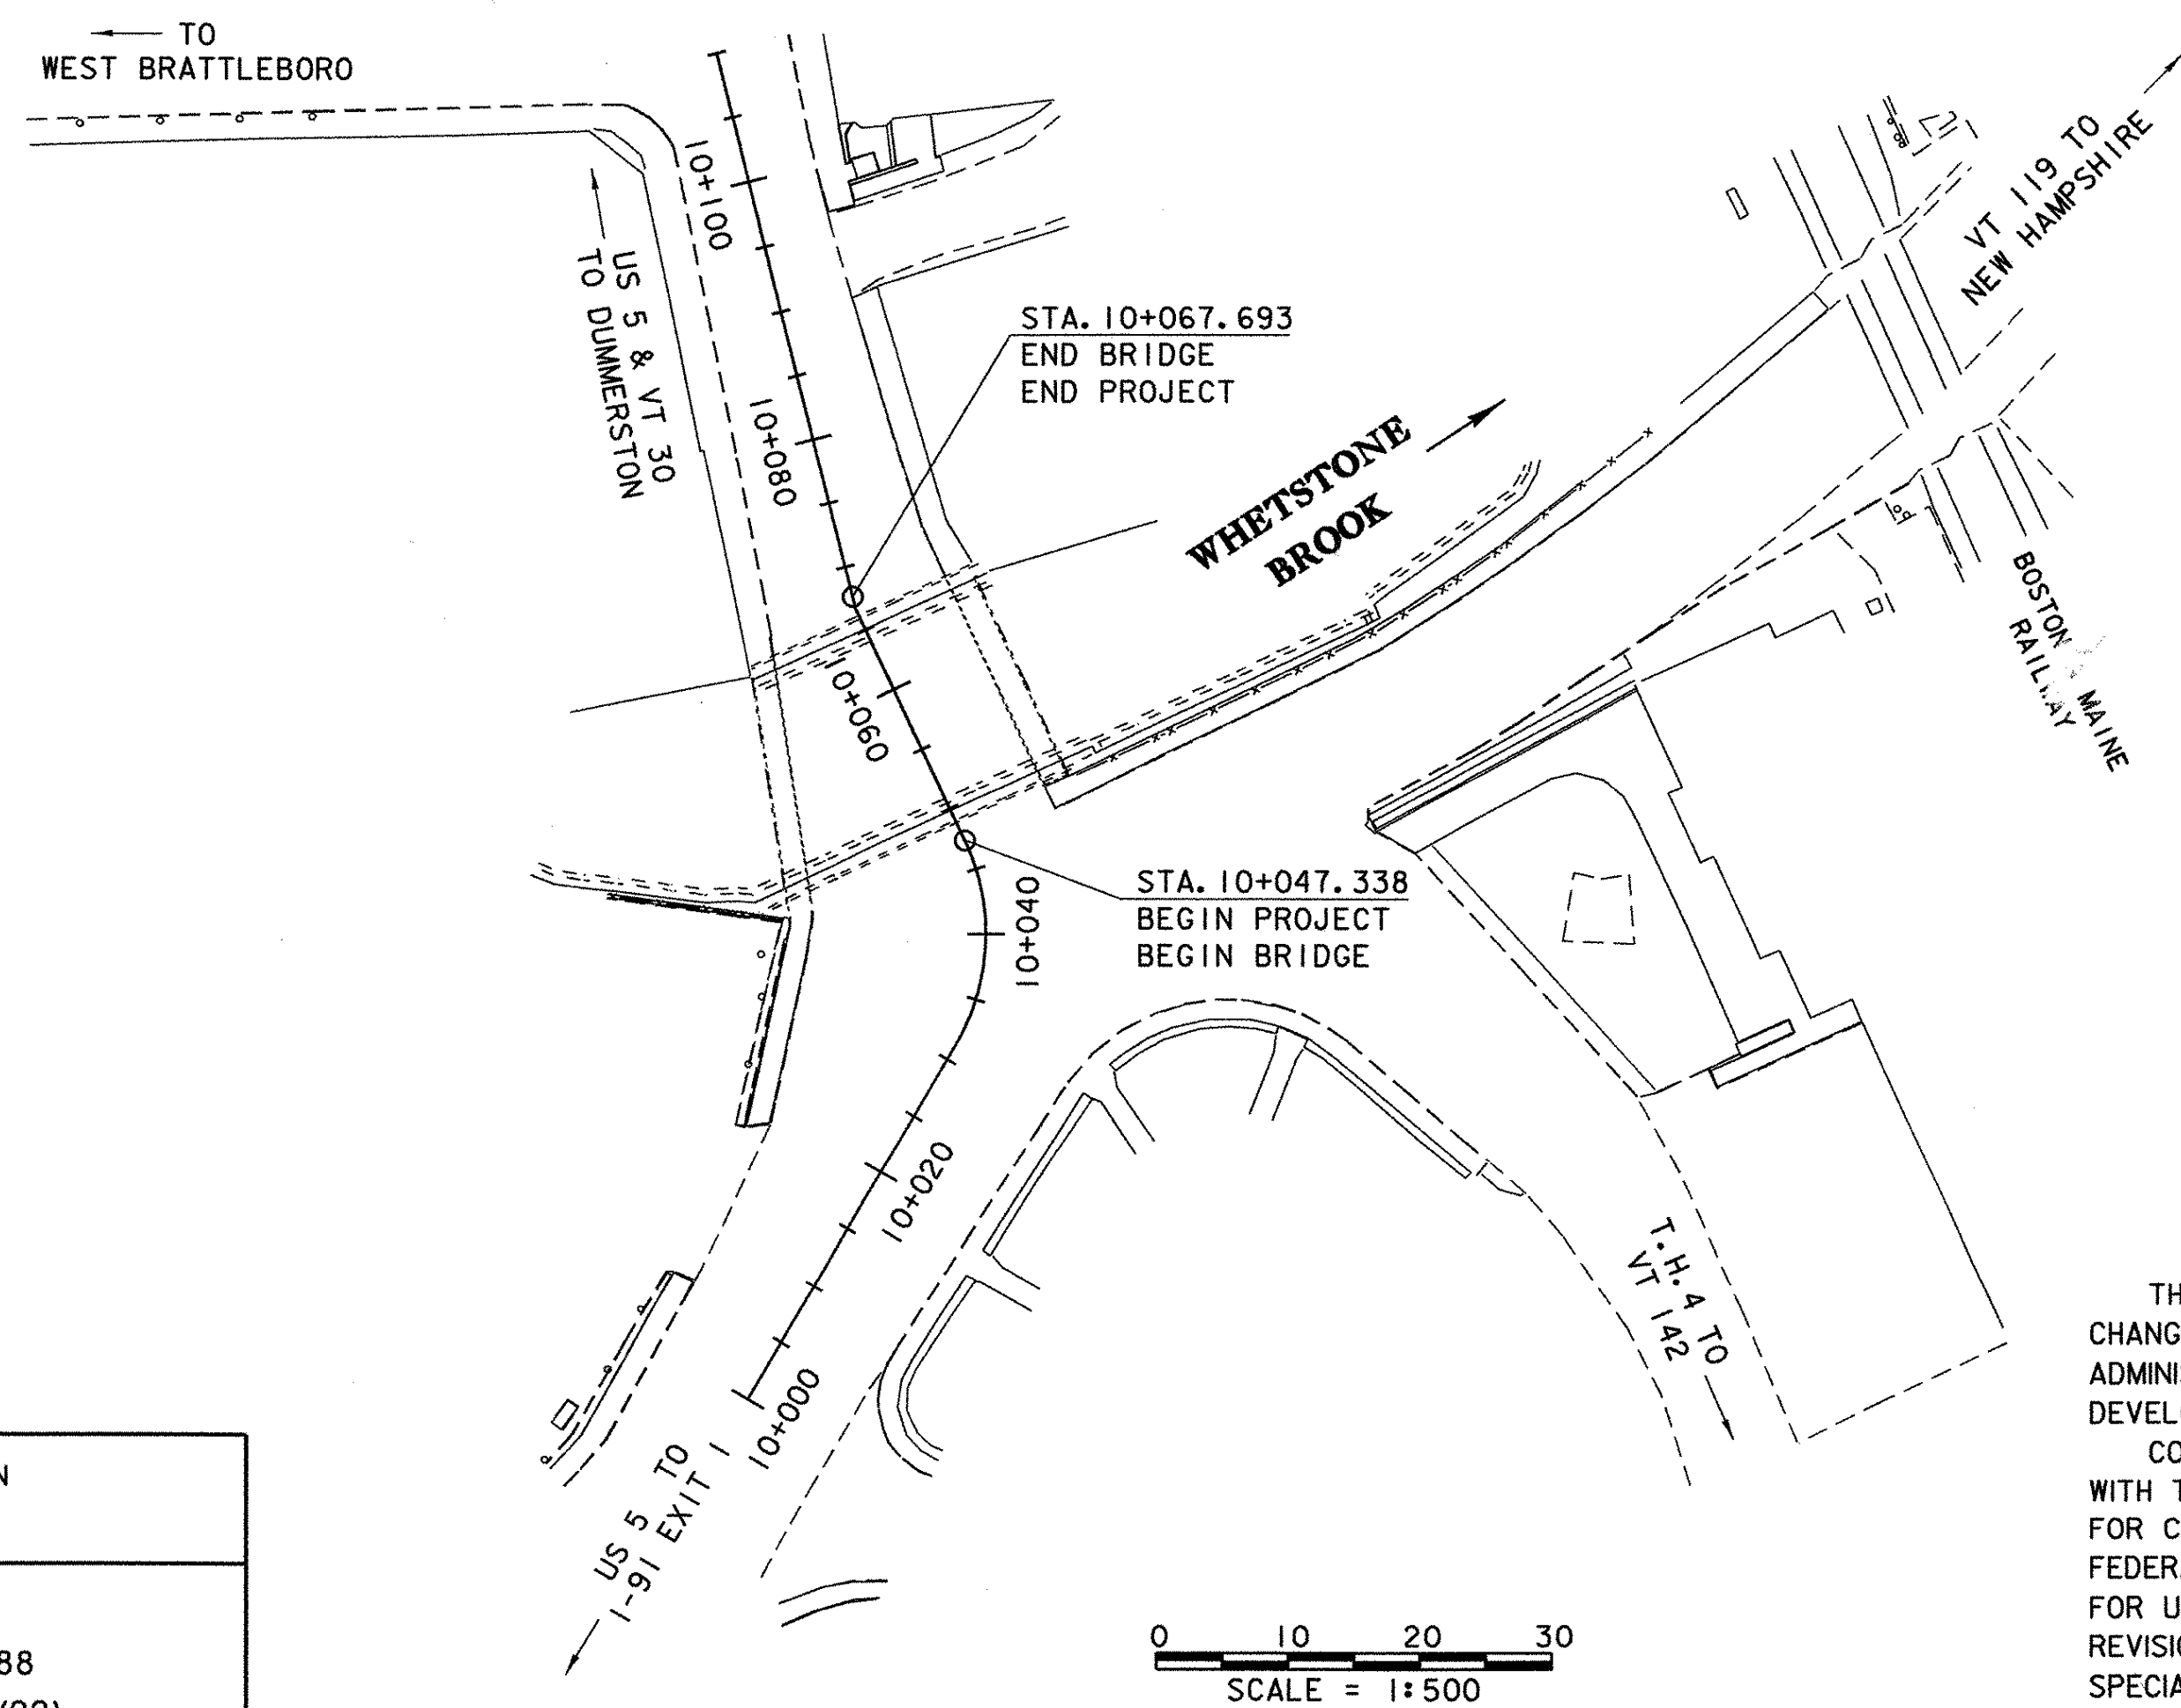 TO
WEST BRATTLEBORO
10+100
US 5 & VT 30
TO DUMMERSTON
STA. 10+067.693
END BRIDGE
END PROJECT
10+080
WHETSTONE
BROOK
VT 119 TO
NEW HAMPSHIRE
BOSTON MAINE
RAILWAY
10+060
STA. 10+047.338
BEGIN PROJECT
BEGIN BRIDGE
10+040
10+020
10+000
US 5 TO
I-91 EXIT 1
T.H. 4 TO
VT 142
0 10 20 30
SCALE = 1:500
N
88
TH
CHANG
ADMINI
DEVEL
CO
WITH T
FOR C
FEDER
FOR U
REVISI
SPECIA